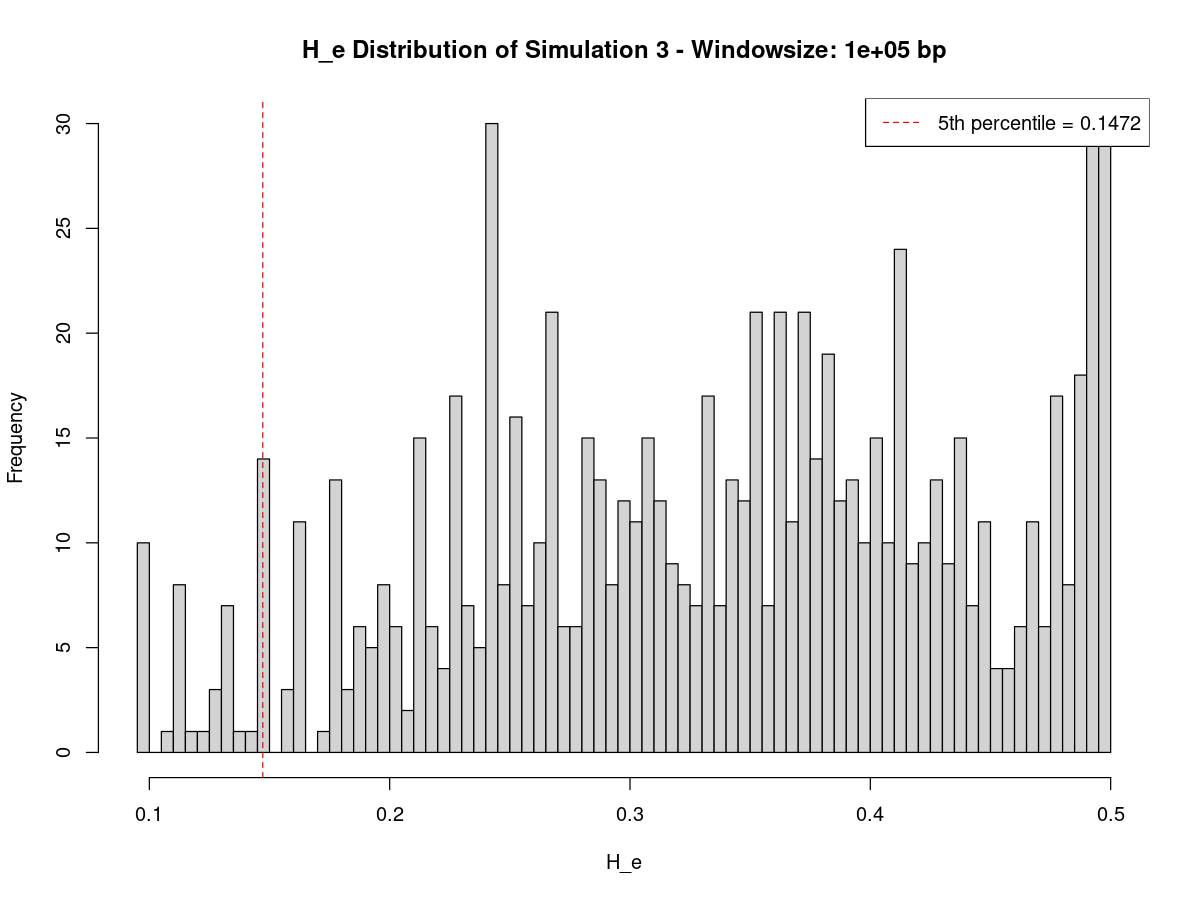 H_e Distribution of Simulation 3 - Windowsize: 1e+05 bp
5th percentile = 0.1472
Frequency
30
25
20
15
10
5
0
0.1 0.2 0.3 0.4 0.5
H_e